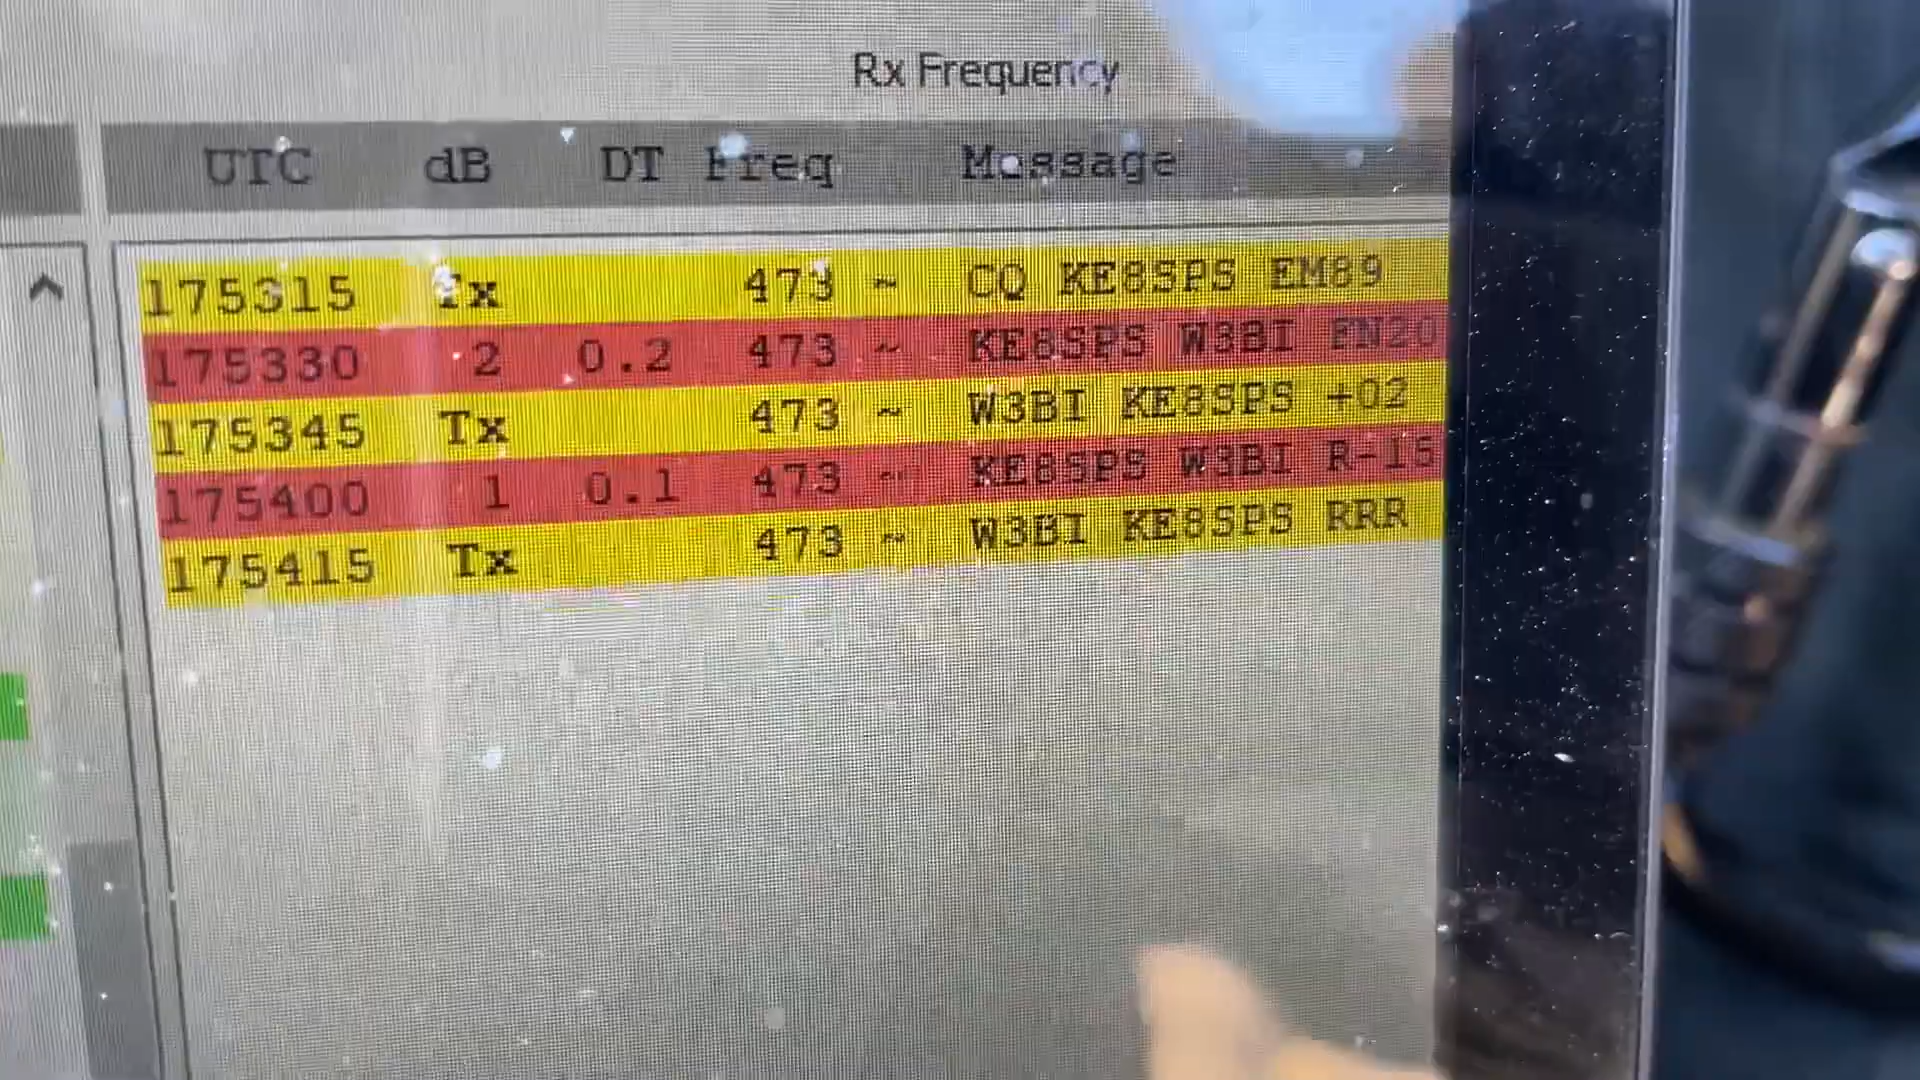 Rx Frequency
UTC dB DT Freq Message
175315 Tx 473 ~ CQ KE8SPS EM89
175330 2 0.2 473 ~ KE8SPS W3BI EN20
175345 Tx 473 ~ W3BI KE8SPS +02
175400 1 0.1 473 ~ KE8SPS W3BI R-15
175415 Tx 473 ~ W3BI KE8SPS RRR